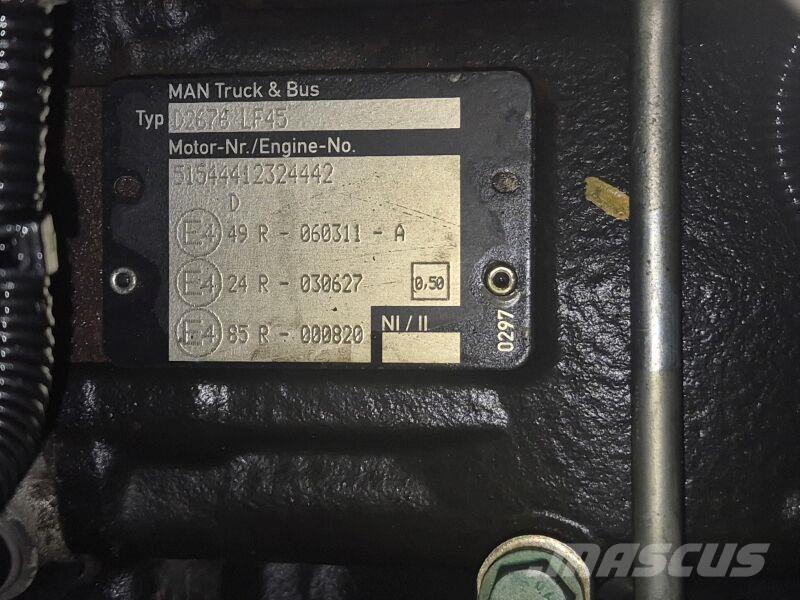 MAN Truck & Bus
Typ D2676 LF45
Motor-Nr./Engine-No.
51544412324442
D
E4 49 R - 060311 - A
E4 24 R - 030627 0,50
E4 85 R - 000820 NI / II
0297
MASCUS